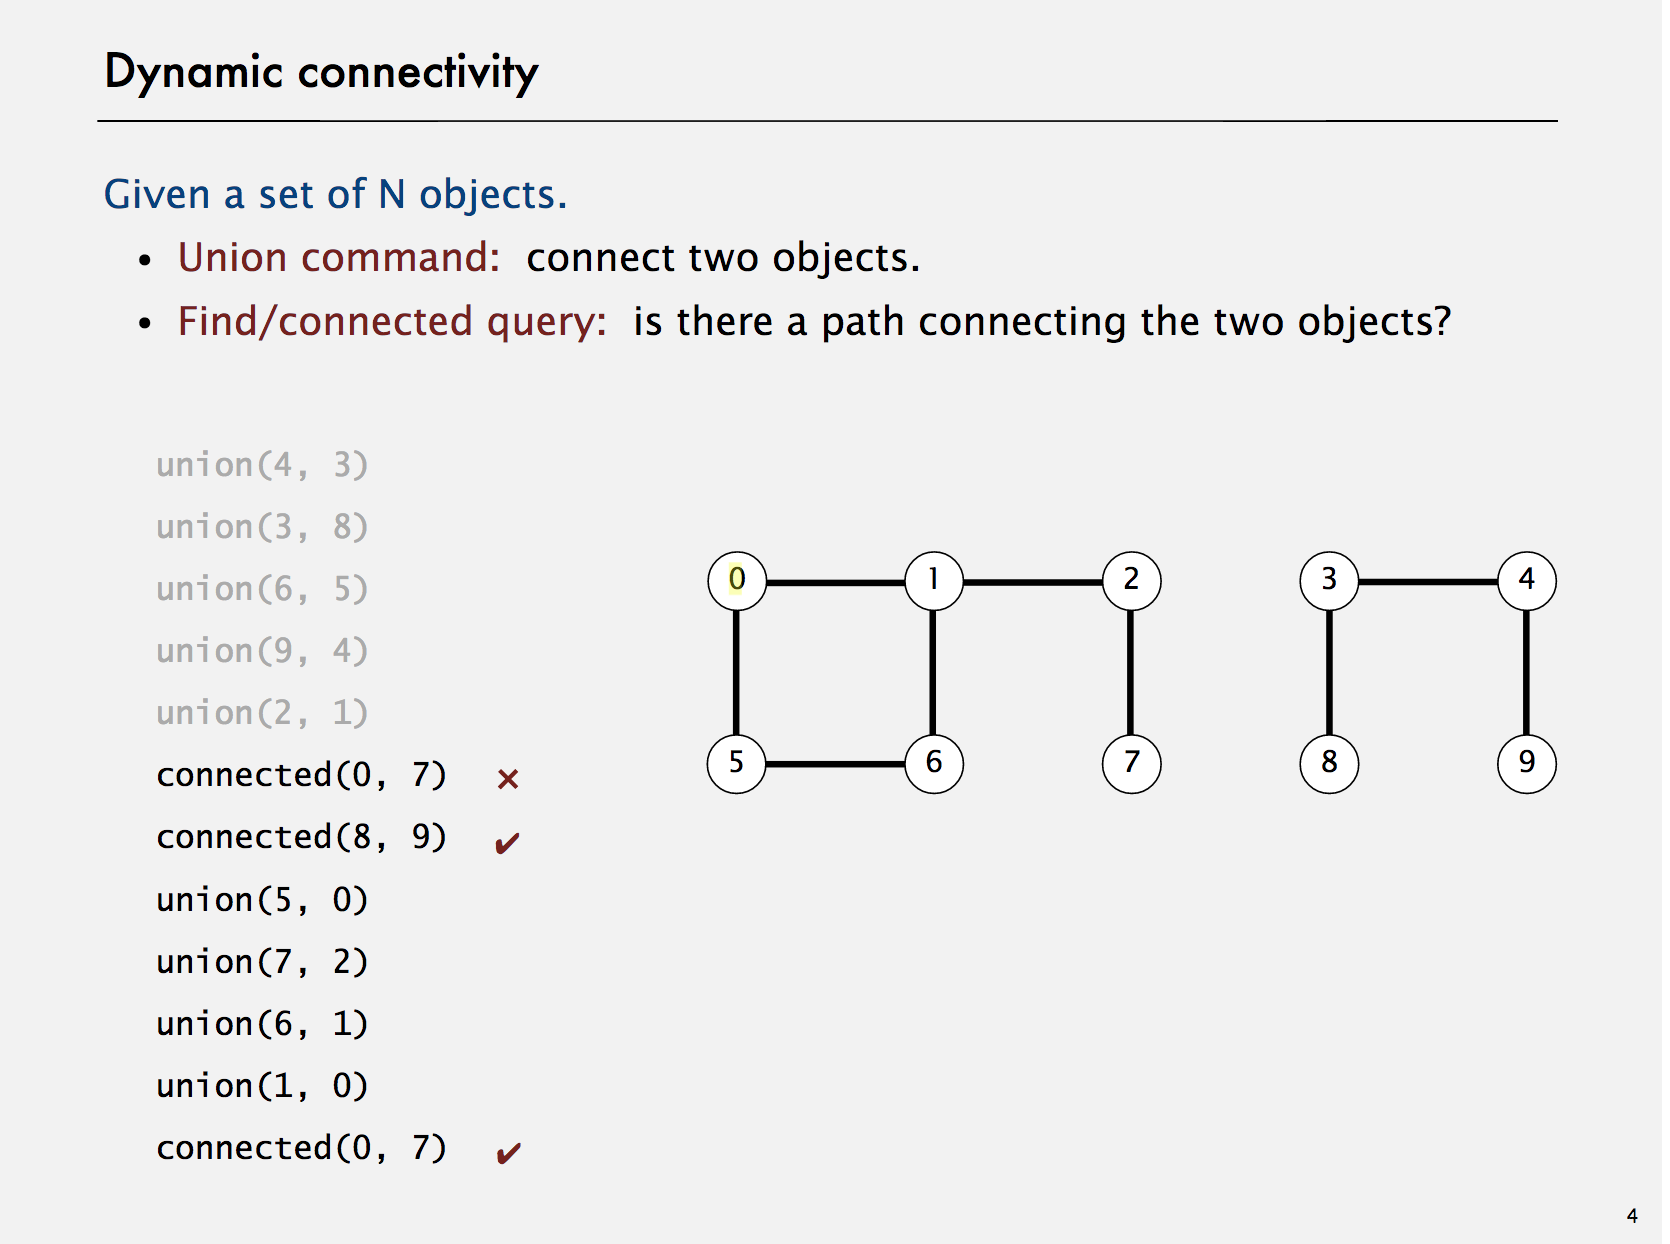 Dynamic connectivity
Given a set of N objects.
• Union command: connect two objects.
• Find/connected query: is there a path connecting the two objects?
union(4, 3)
union(3, 8)
union(6, 5)
union(9, 4)
union(2, 1)
connected(0, 7) ✗
connected(8, 9) ✔
union(5, 0)
union(7, 2)
union(6, 1)
union(1, 0)
connected(0, 7) ✔
0 1 2 3 4
5 6 7 8 9
4